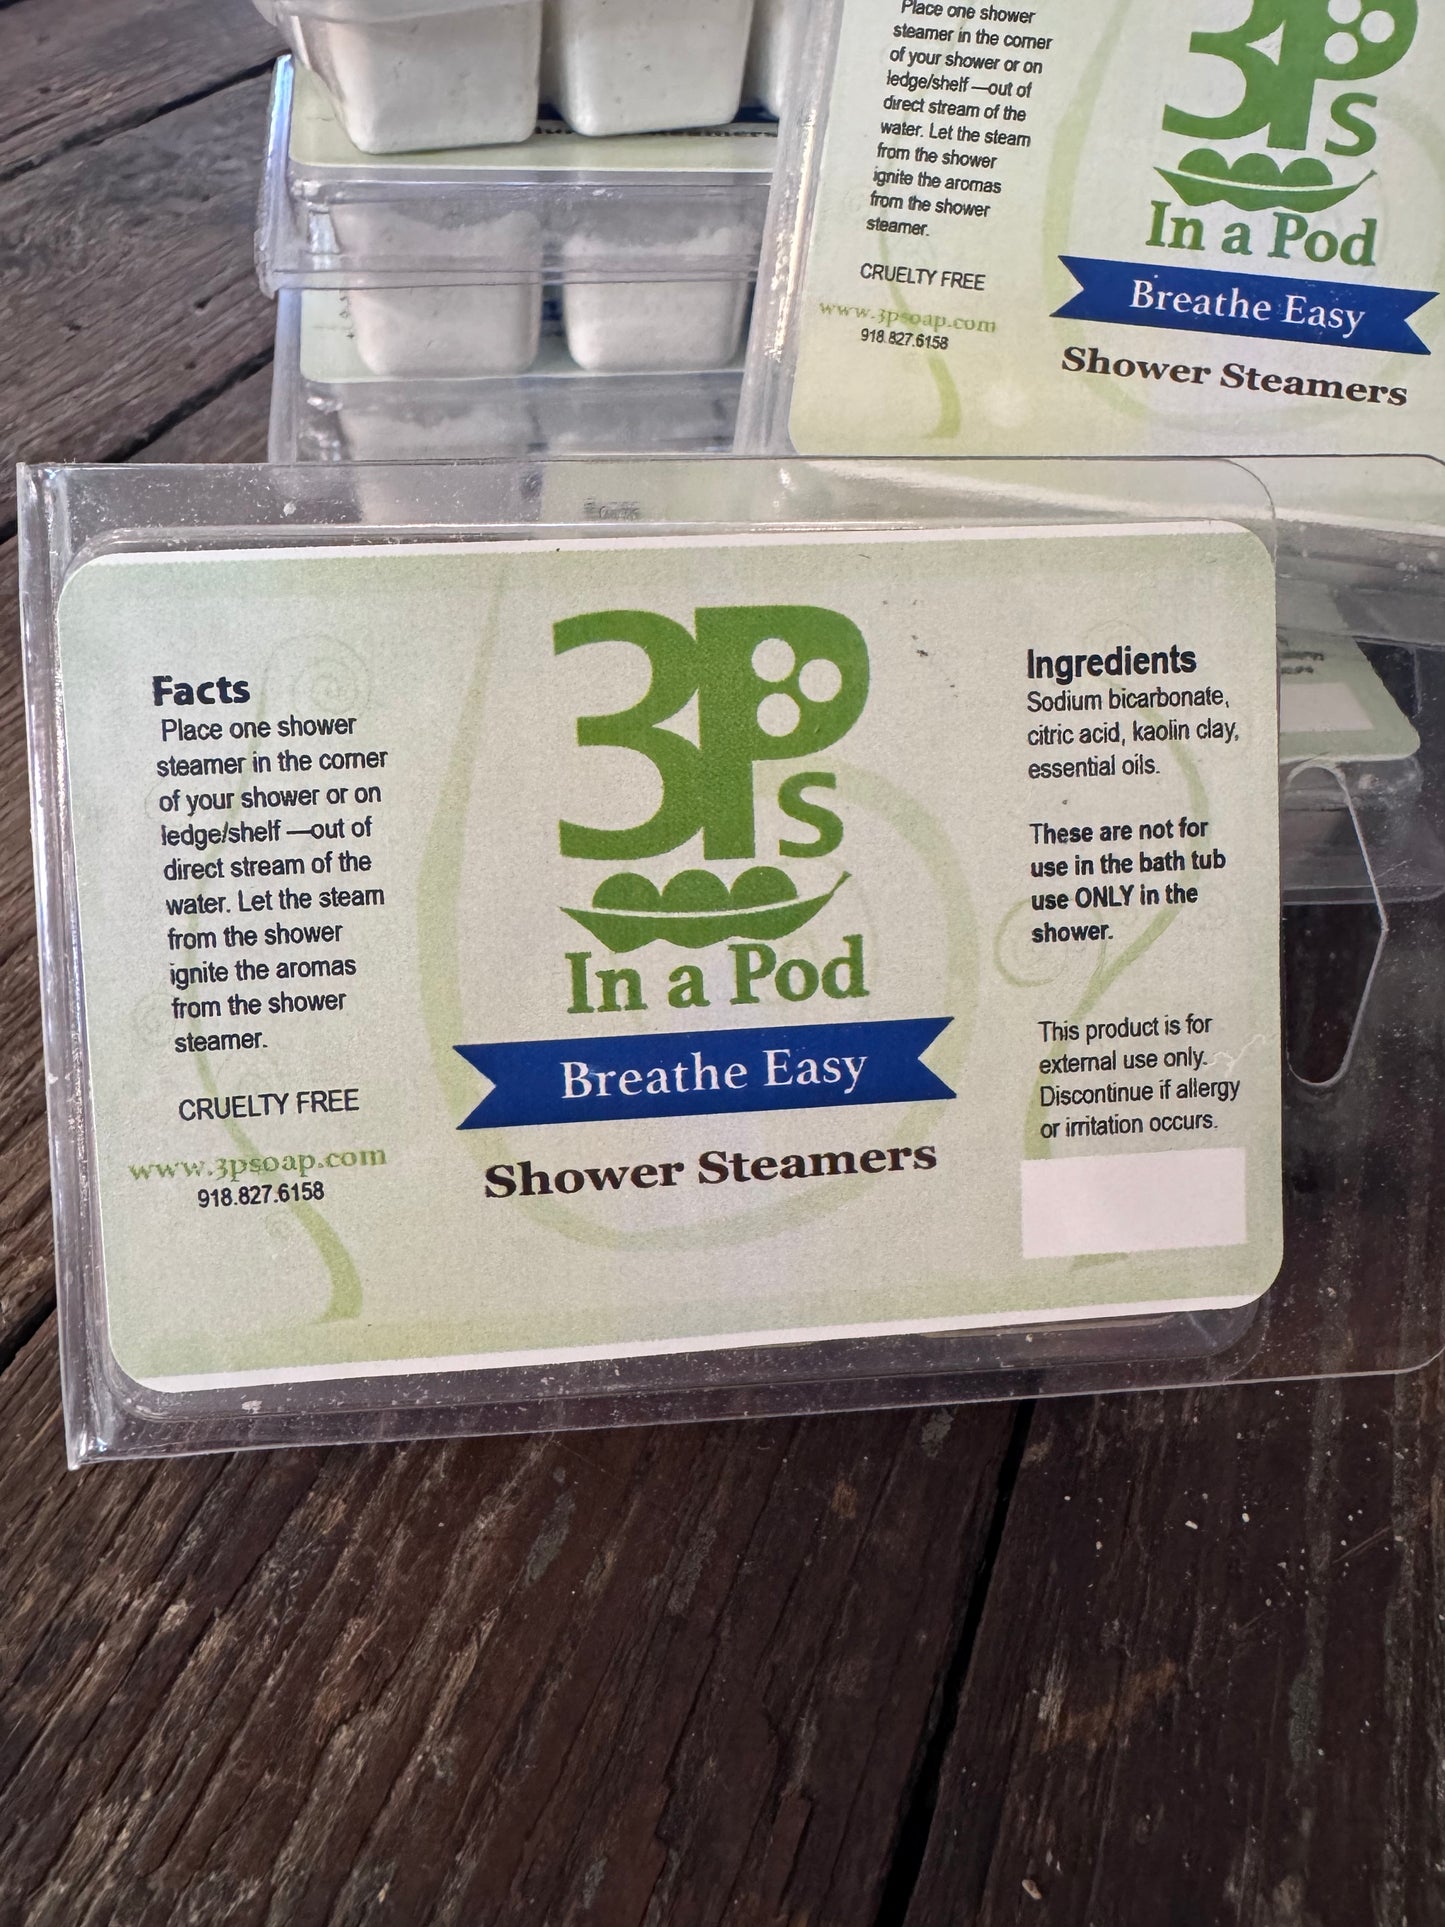 Place one shower
steamer in the corner
of your shower or on
ledge/shelf —out of
direct stream of the
water. Let the steam
from the shower
ignite the aromas
from the shower
steamer.
CRUELTY FREE
www.3psoap.com
918.827.6158
3Ps
In a Pod
Breathe Easy
Shower Steamers
Facts
Place one shower
steamer in the corner
of your shower or on
ledge/shelf —out of
direct stream of the
water. Let the steam
from the shower
ignite the aromas
from the shower
steamer.
CRUELTY FREE
www.3psoap.com
918.827.6158
3Ps
In a Pod
Breathe Easy
Shower Steamers
Ingredients
Sodium bicarbonate,
citric acid, kaolin clay,
essential oils.
These are not for
use in the bath tub
use ONLY in the
shower.
This product is for
external use only.
Discontinue if allergy
or irritation occurs.